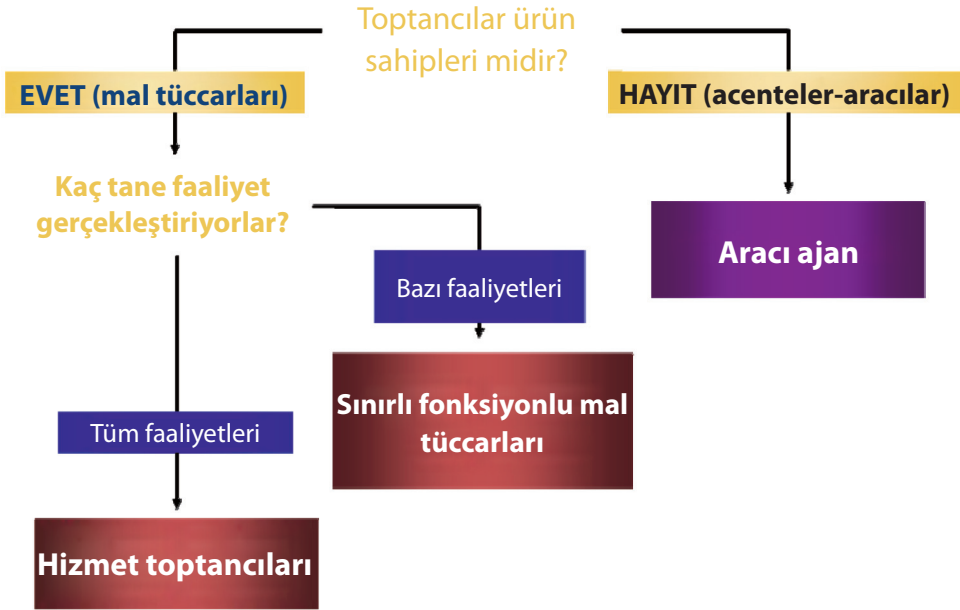 Toptancılar ürün
sahipleri midir?
EVET (mal tüccarları)
HAYIT (acenteler-aracılar)
Kaç tane faaliyet
gerçekleştiriyorlar?
Aracı ajan
Bazı faaliyetleri
Sınırlı fonksiyonlu mal
tüccarları
Tüm faaliyetleri
Hizmet toptancıları